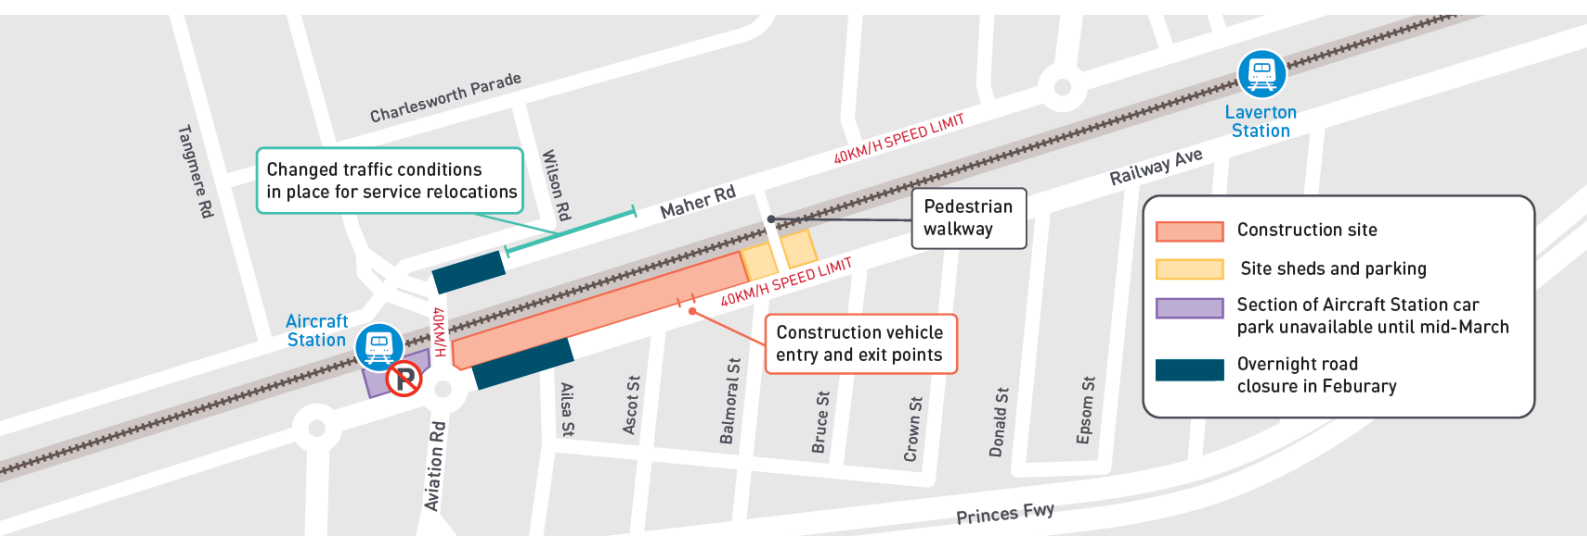 Charlesworth Parade
Tangmere Rd
Changed traffic conditions
in place for service relocations
Wilson Rd
Maher Rd
40KM/H SPEED LIMIT
Laverton
Station
Railway Ave
Pedestrian
walkway
40KM/H SPEED LIMIT
Aircraft
Station
40KM/H
P
Construction vehicle
entry and exit points
Aviation Rd
Ailsa St
Ascot St
Balmoral St
Bruce St
Crown St
Donald St
Epsom St
Princes Fwy
Construction site
Site sheds and parking
Section of Aircraft Station car
park unavailable until mid-March
Overnight road
closure in Feburary